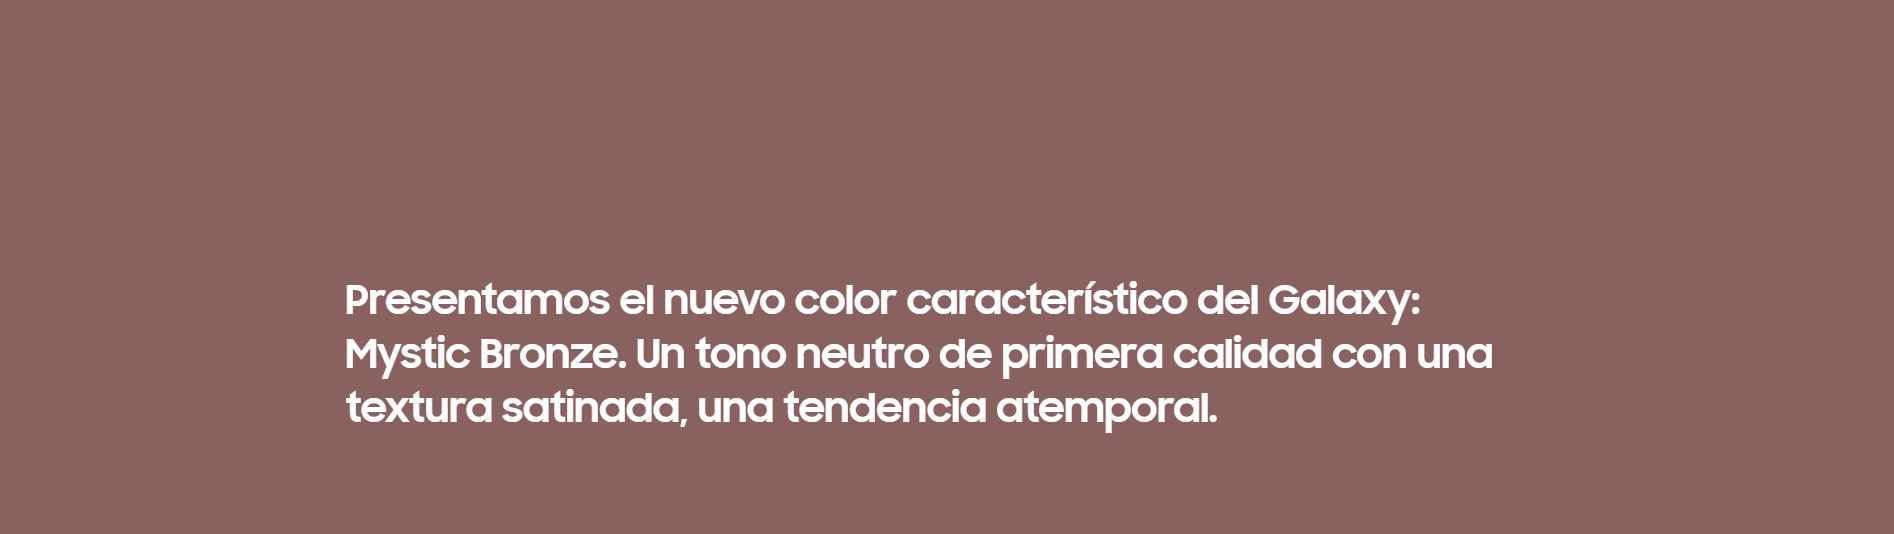 Presentamos el nuevo color característico del Galaxy:
Mystic Bronze. Un tono neutro de primera calidad con una
textura satinada, una tendencia atemporal.